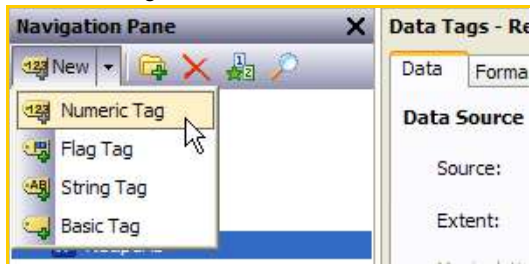 Navigation Pane
Data Tags - Re
New
Data
Forma
Numeric Tag
Data Source
Flag Tag
Source:
String Tag
Basic Tag
Extent: